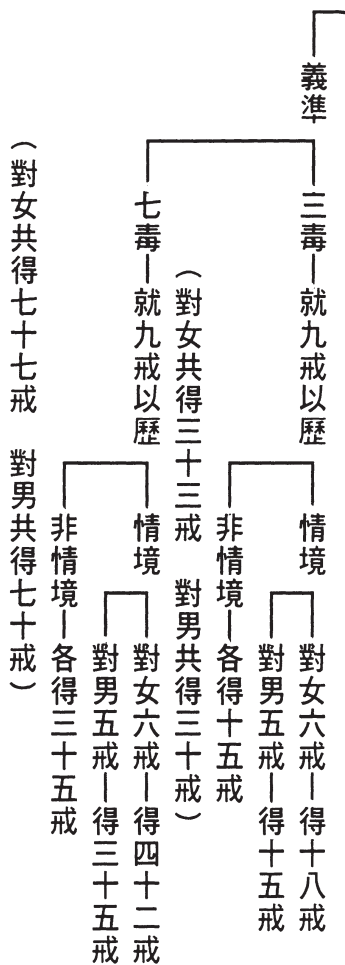 義準
三毒—就九戒以歷
情境
對女六戒—得十八戒
對男五戒—得十五戒
非情境—各得十五戒
（對女共得三十三戒　對男共得三十戒）
七毒—就九戒以歷
情境
對女六戒—得四十二戒
對男五戒—得三十五戒
非情境—各得三十五戒
（對女共得七十七戒　對男共得七十戒）